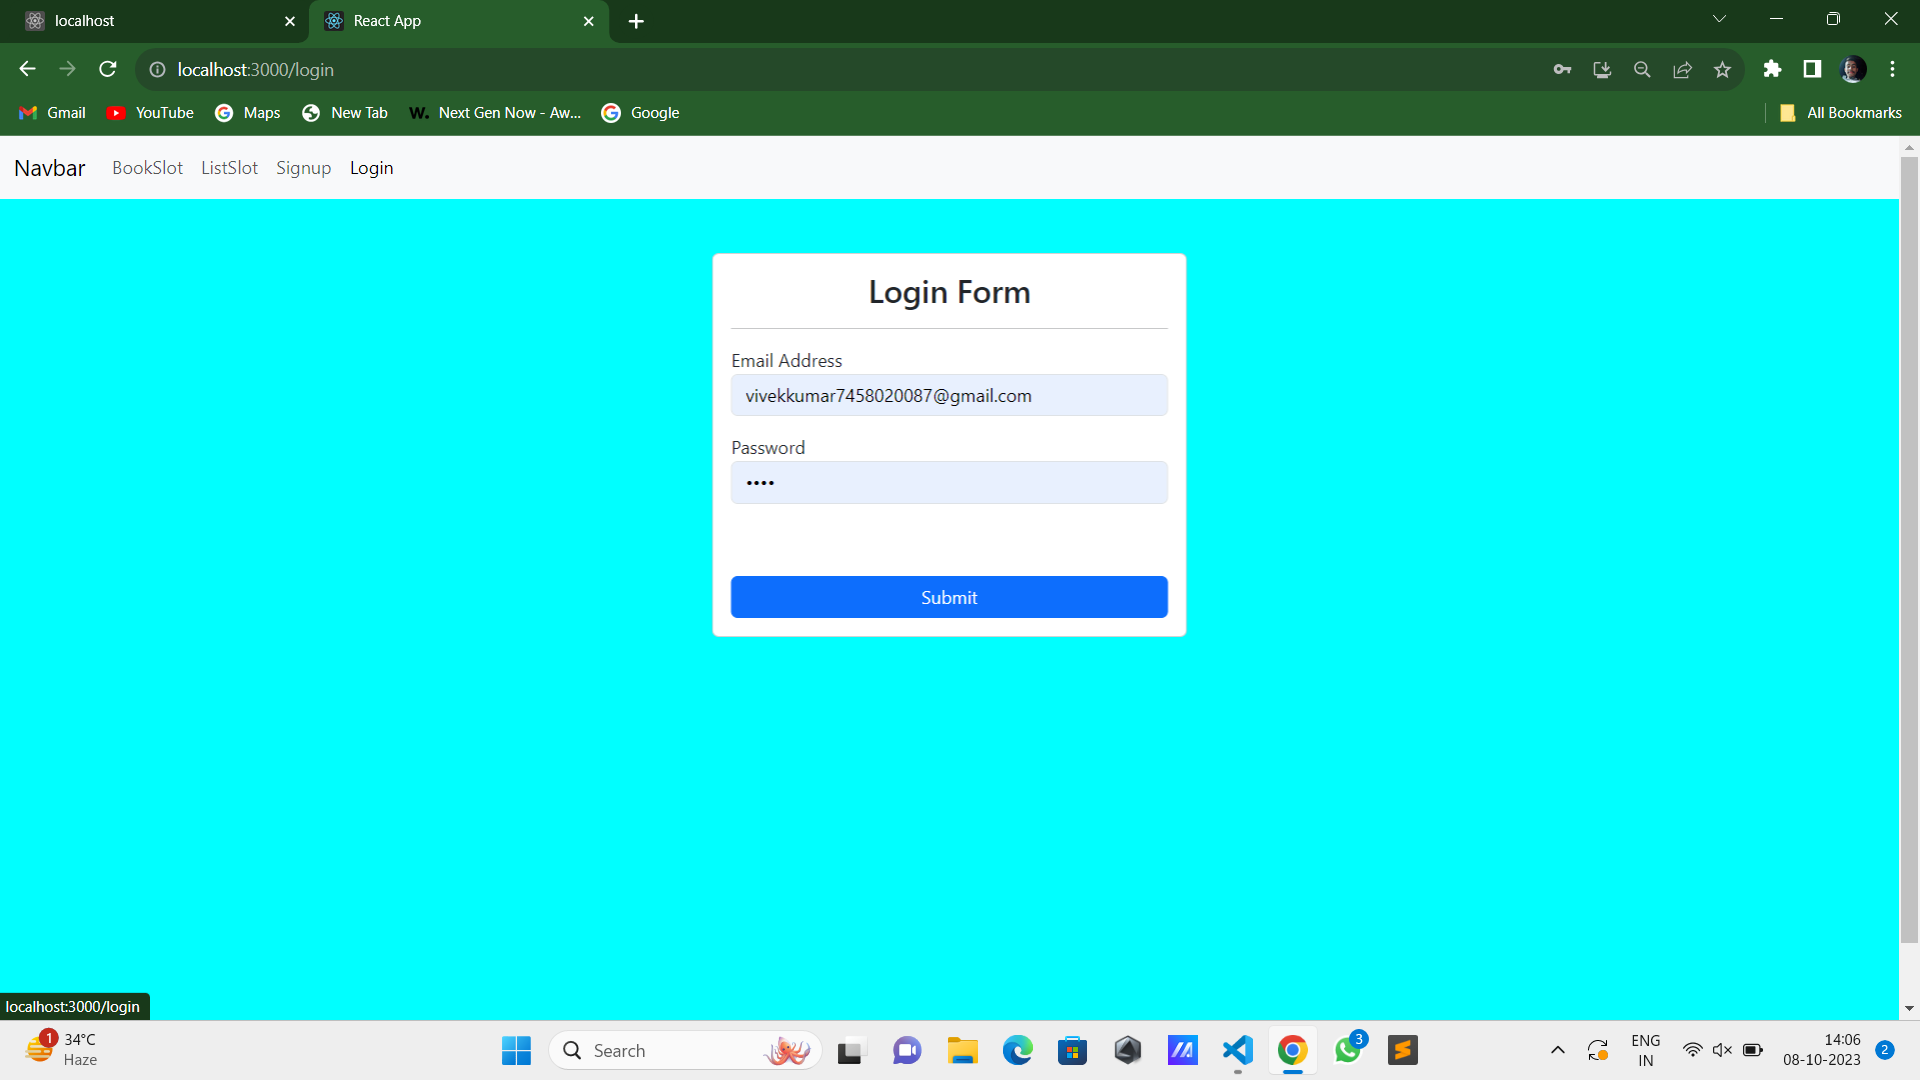 localhost
React App
localhost:3000/login
Gmail
YouTube
Maps
New Tab
W. Next Gen Now - Aw...
Google
All Bookmarks
Navbar
BookSlot
ListSlot
Signup
Login
Login Form
Email Address
vivekkumar7458020087@gmail.com
Password
••••
Submit
localhost:3000/login
1
34°C
Haze
Search
3
ENG
IN
14:06
08-10-2023
2